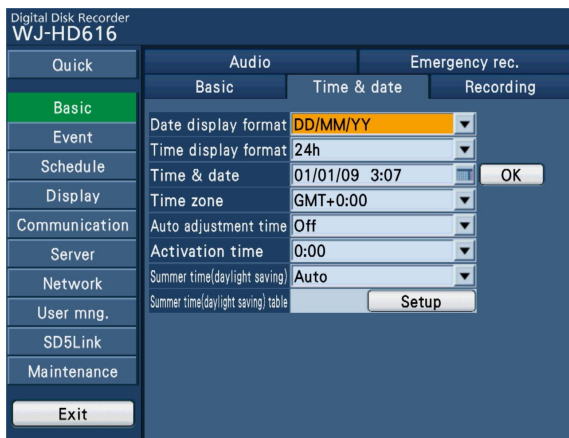 Digital Disk Recorder
WJ-HD616
Quick
Basic
Event
Schedule
Display
Communication
Server
Network
User mng.
SD5Link
Maintenance
Exit
Audio
Emergency rec.
Basic
Time & date
Recording
Date display format DD/MM/YY
Time display format 24h
Time & date 01/01/09 3:07 OK
Time zone GMT+0:00
Auto adjustment time Off
Activation time 0:00
Summer time(daylight saving) Auto
Summer time(daylight saving) table Setup